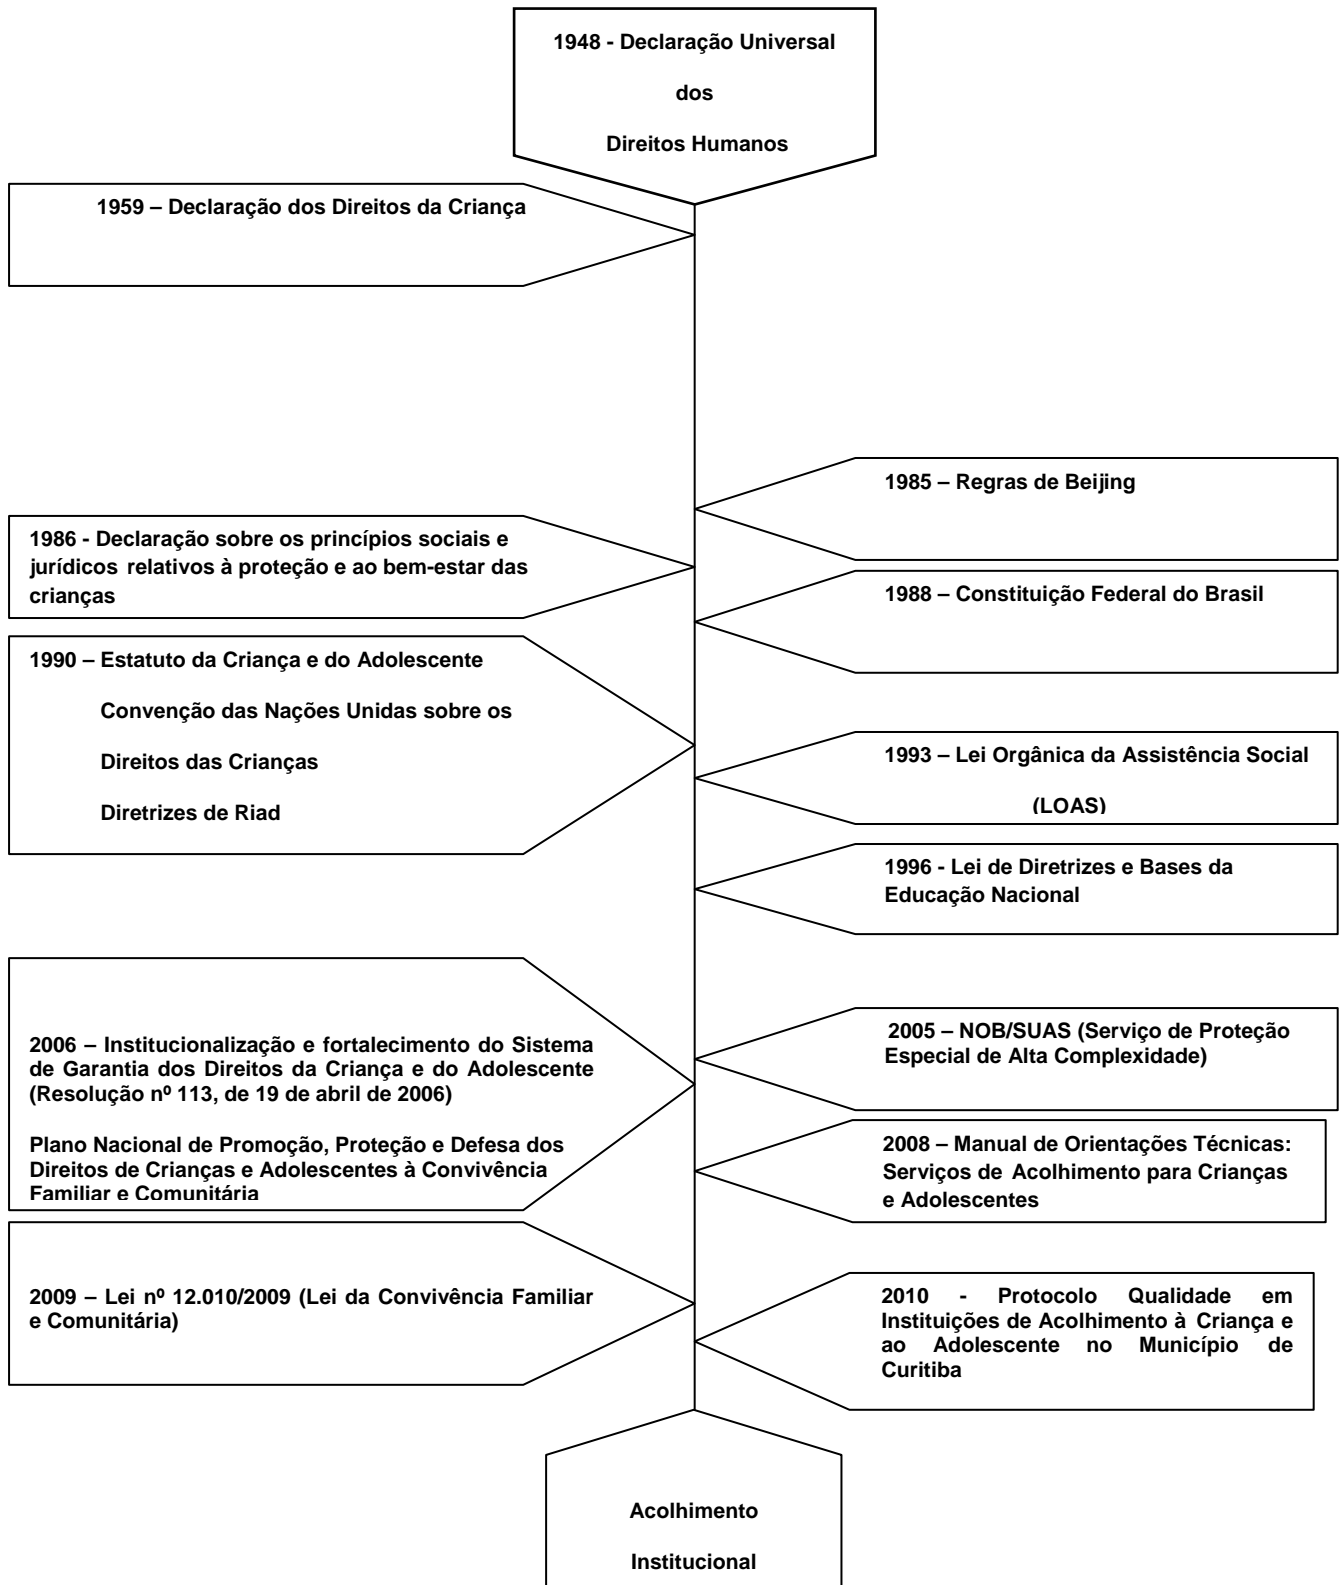 1948 - Declaração Universal
dos
Direitos Humanos
1959 – Declaração dos Direitos da Criança
1985 – Regras de Beijing
1986 - Declaração sobre os princípios sociais e
jurídicos relativos à proteção e ao bem-estar das
crianças
1988 – Constituição Federal do Brasil
1990 – Estatuto da Criança e do Adolescente
Convenção das Nações Unidas sobre os
Direitos das Crianças
Diretrizes de Riad
1993 – Lei Orgânica da Assistência Social
(LOAS)
1996 - Lei de Diretrizes e Bases da
Educação Nacional
2005 – NOB/SUAS (Serviço de Proteção
Especial de Alta Complexidade)
2006 – Institucionalização e fortalecimento do Sistema
de Garantia dos Direitos da Criança e do Adolescente
(Resolução nº 113, de 19 de abril de 2006)
Plano Nacional de Promoção, Proteção e Defesa dos
Direitos de Crianças e Adolescentes à Convivência
Familiar e Comunitária
2008 – Manual de Orientações Técnicas:
Serviços de Acolhimento para Crianças
e Adolescentes
2009 – Lei nº 12.010/2009 (Lei da Convivência Familiar
e Comunitária)
2010 - Protocolo Qualidade em
Instituições de Acolhimento à Criança e
ao Adolescente no Município de
Curitiba
Acolhimento
Institucional